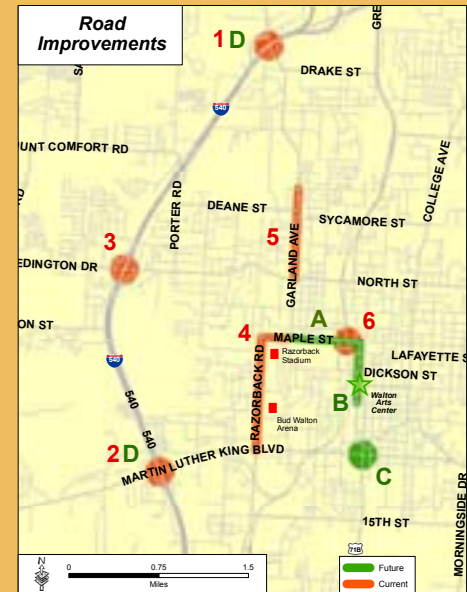 Road
Improvements
SA
GRE
1 D
DRAKE ST
540
UNT COMFORT RD
PORTER RD
COLLEGE AVE
DEANE ST
SYCAMORE ST
GARLAND AVE
5
3
EDINGTON DR
NORTH ST
A
6
ON ST
4
MAPLE ST
LAFAYETTE S
Razorback
Stadium
540
DICKSON ST
RAZORBACK RD
B
Walton
Arts
Center
Bud Walton
Arena
540
2 D
MARTIN LUTHER KING BLVD
C
MORNINGSIDE DR
15TH ST
71B
N
0 0.75 1.5
Miles
Future
Current